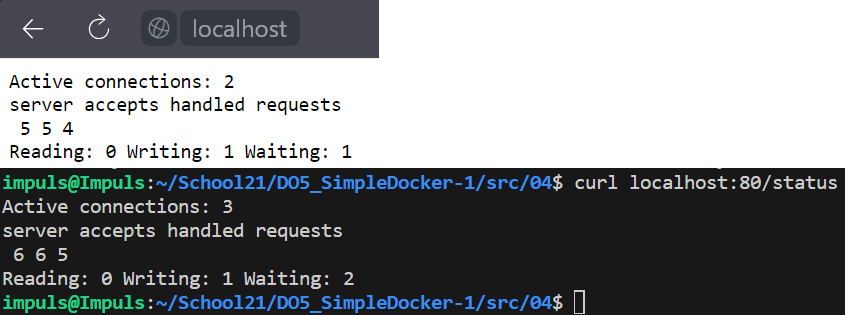 localhost
Active connections: 2
server accepts handled requests
 5 5 4
Reading: 0 Writing: 1 Waiting: 1
impuls@Impuls:~/School21/DO5_SimpleDocker-1/src/04$ curl localhost:80/status
Active connections: 3
server accepts handled requests
 6 6 5
Reading: 0 Writing: 1 Waiting: 2
impuls@Impuls:~/School21/DO5_SimpleDocker-1/src/04$